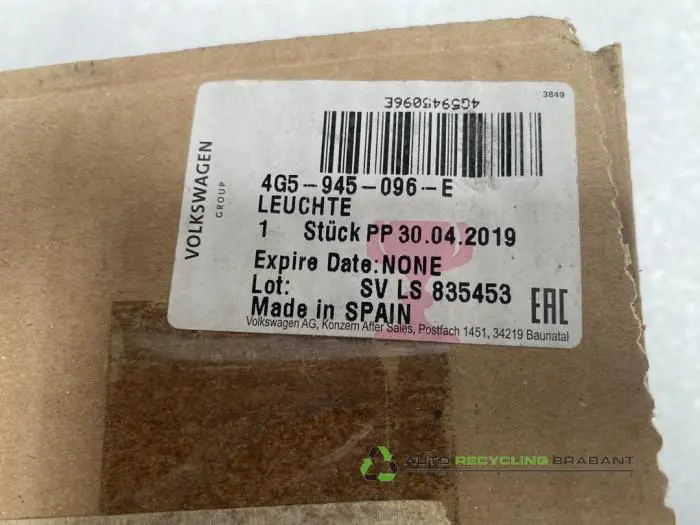 3849
4G5945096E
VOLKSWAGEN
GROUP
4G5-945-096-E
LEUCHTE
1 Stück PP 30.04.2019
Expire Date:NONE
Lot: SV LS 835453
Made in SPAIN
EAC
Volkswagen AG, Konzern After Sales, Postfach 1451, 34219 Baunatal
AUTO RECYCLING BRABANT